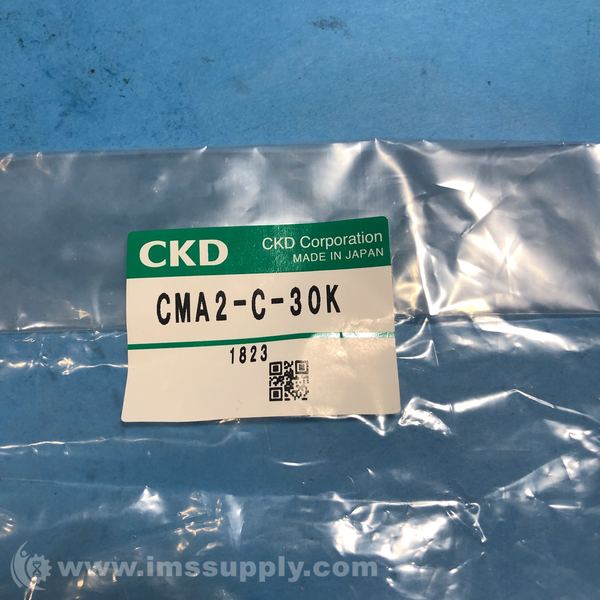 CKD
CKD Corporation
MADE IN JAPAN
CMA2-C-30K
1823
www.imssupply.com